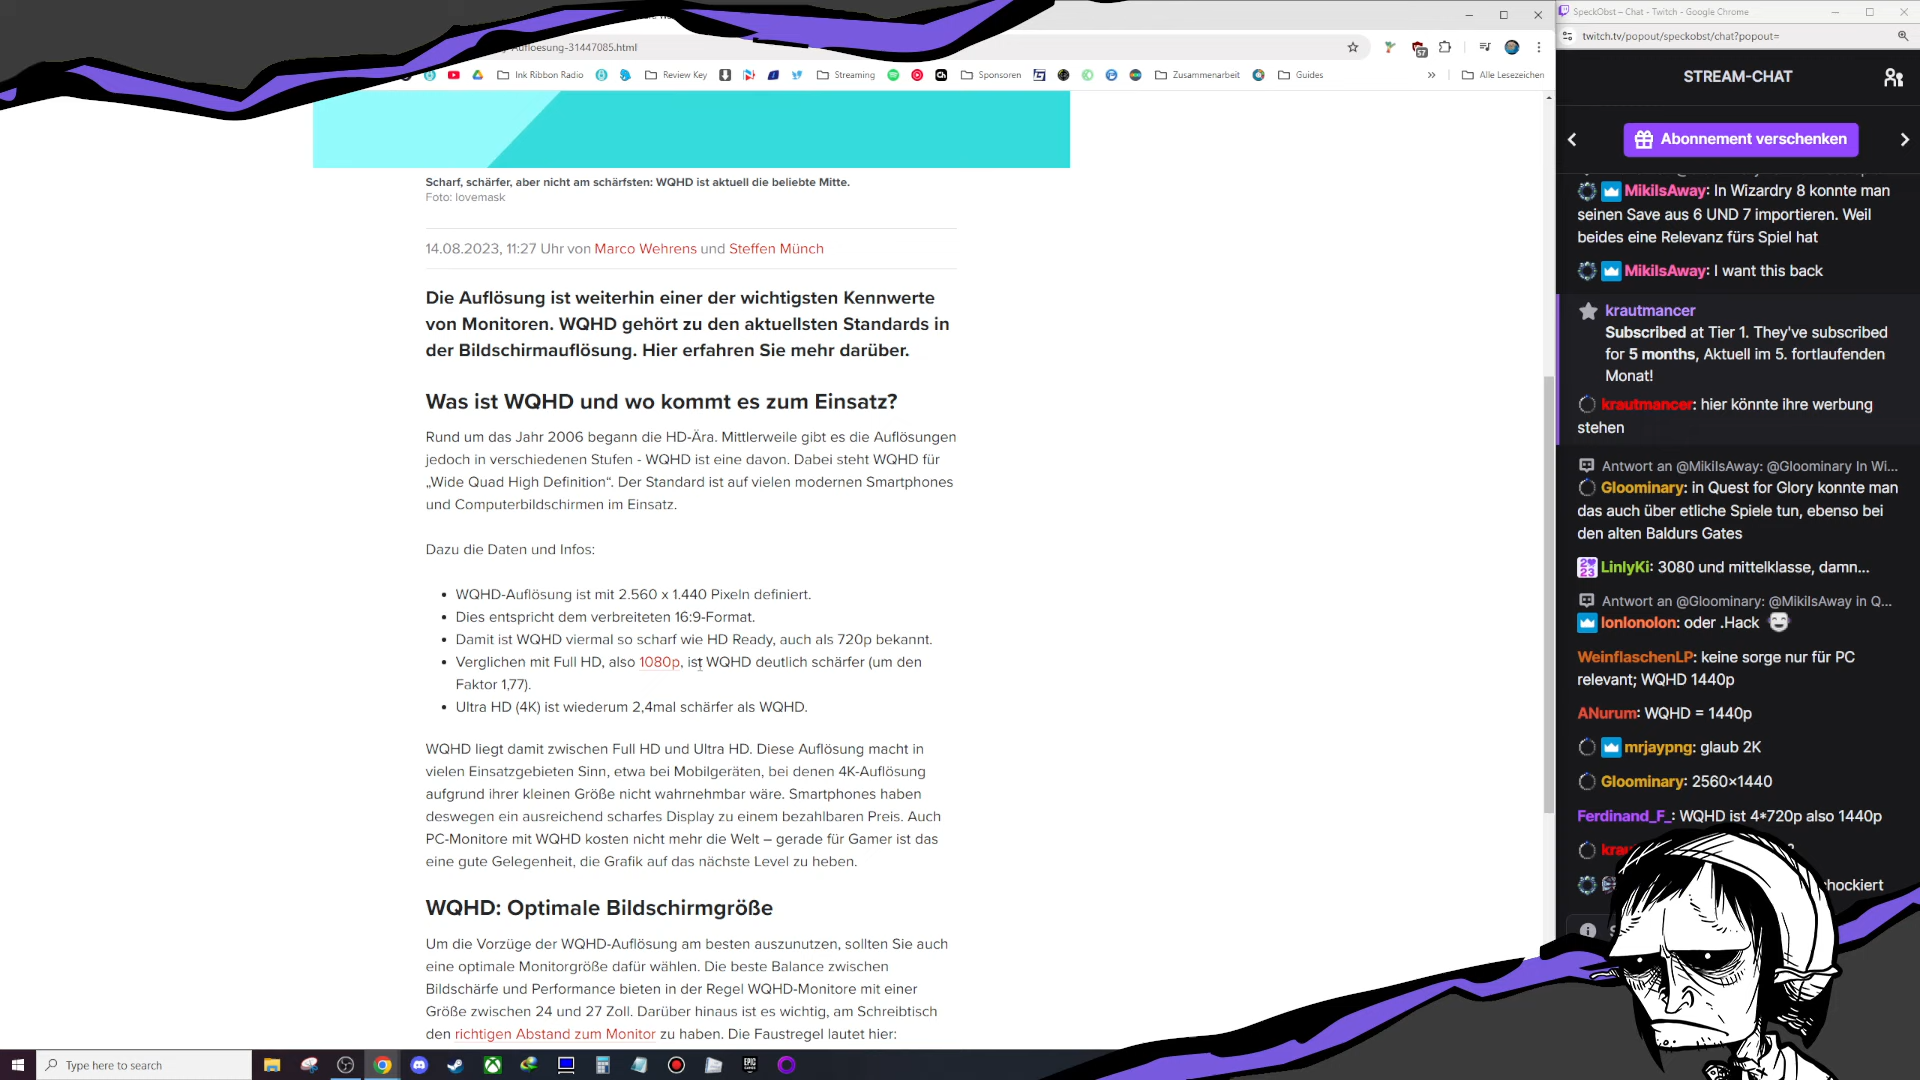 SpeckObst – Chat - Twitch - Google Chrome
Aufloesung-31447085.html
twitch.tv/popout/speckobst/chat?popout=
Ink Ribbon Radio
Review Key
Streaming
Sponsoren
Zusammenarbeit
Guides
»
Alle Lesezeichen
Scharf, schärfer, aber nicht am schärfsten: WQHD ist aktuell die beliebte Mitte.
Foto: lovemask
14.08.2023, 11:27 Uhr von Marco Wehrens und Steffen Münch
Die Auflösung ist weiterhin einer der wichtigsten Kennwerte
von Monitoren. WQHD gehört zu den aktuellsten Standards in
der Bildschirmauflösung. Hier erfahren Sie mehr darüber.
Was ist WQHD und wo kommt es zum Einsatz?
Rund um das Jahr 2006 begann die HD-Ära. Mittlerweile gibt es die Auflösungen
jedoch in verschiedenen Stufen - WQHD ist eine davon. Dabei steht WQHD für
„Wide Quad High Definition“. Der Standard ist auf vielen modernen Smartphones
und Computerbildschirmen im Einsatz.
Dazu die Daten und Infos:
• WQHD-Auflösung ist mit 2.560 x 1.440 Pixeln definiert.
• Dies entspricht dem verbreiteten 16:9-Format.
• Damit ist WQHD viermal so scharf wie HD Ready, auch als 720p bekannt.
• Verglichen mit Full HD, also 1080p, ist WQHD deutlich schärfer (um den
Faktor 1,77).
• Ultra HD (4K) ist wiederum 2,4mal schärfer als WQHD.
WQHD liegt damit zwischen Full HD und Ultra HD. Diese Auflösung macht in
vielen Einsatzgebieten Sinn, etwa bei Mobilgeräten, bei denen 4K-Auflösung
aufgrund ihrer kleinen Größe nicht wahrnehmbar wäre. Smartphones haben
deswegen ein ausreichend scharfes Display zu einem bezahlbaren Preis. Auch
PC-Monitore mit WQHD kosten nicht mehr die Welt – gerade für Gamer ist das
eine gute Gelegenheit, die Grafik auf das nächste Level zu heben.
WQHD: Optimale Bildschirmgröße
Um die Vorzüge der WQHD-Auflösung am besten auszunutzen, sollten Sie auch
eine optimale Monitorgröße dafür wählen. Die beste Balance zwischen
Bildschärfe und Performance bieten in der Regel WQHD-Monitore mit einer
Größe zwischen 24 und 27 Zoll. Darüber hinaus ist es wichtig, am Schreibtisch
den richtigen Abstand zum Monitor zu haben. Die Faustregel lautet hier:
Type here to search
STREAM-CHAT
Abonnement verschenken
MikiIsAway: In Wizardry 8 konnte man
seinen Save aus 6 UND 7 importieren. Weil
beides eine Relevanz fürs Spiel hat
MikiIsAway: I want this back
krautmancer
Subscribed at Tier 1. They've subscribed
for 5 months, Aktuell im 5. fortlaufenden
Monat!
krautmancer: hier könnte ihre werbung
stehen
Antwort an @MikiIsAway: @Gloominary In Wi...
Gloominary: in Quest for Glory konnte man
das auch über etliche Spiele tun, ebenso bei
den alten Baldurs Gates
LinlyKi: 3080 und mittelklasse, damn...
Antwort an @Gloominary: @MikiIsAway in Q...
lonlonolon: oder .Hack
WeinflaschenLP: keine sorge nur für PC
relevant; WQHD 1440p
ANurum: WQHD = 1440p
mrjaypng: glaub 2K
Gloominary: 2560x1440
Ferdinand_F_: WQHD ist 4*720p also 1440p